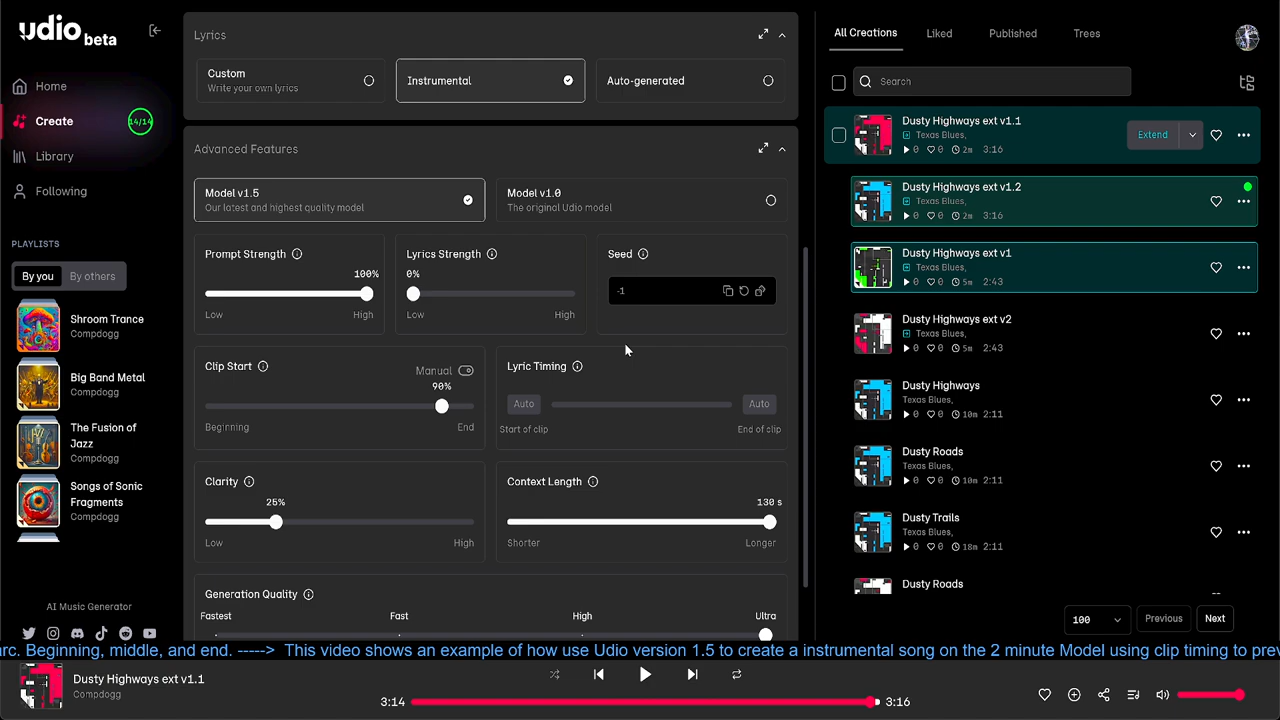 udio beta
Home
Create
14/14
Library
Following
PLAYLISTS
By you
By others
Shroom Trance
Compdogg
Big Band Metal
Compdogg
The Fusion of
Jazz
Compdogg
Songs of Sonic
Fragments
Compdogg
AI Music Generator
Lyrics
Custom
Write your own lyrics
Instrumental
Auto-generated
Advanced Features
Model v1.5
Our latest and highest quality model
Model v1.0
The original Udio model
Prompt Strength
100%
Low
High
Lyrics Strength
0%
Low
High
Seed
-1
Clip Start
Manual
90%
Beginning
End
Lyric Timing
Auto
Auto
Start of clip
End of clip
Clarity
25%
Low
High
Context Length
130 s
Shorter
Longer
Generation Quality
Fastest
Fast
High
Ultra
All Creations
Liked
Published
Trees
Search
Dusty Highways ext v1.1
Texas Blues,
0 0 2m 3:16
Extend
Dusty Highways ext v1.2
Texas Blues,
0 0 2m 3:16
Dusty Highways ext v1
Texas Blues,
0 0 5m 2:43
Dusty Highways ext v2
Texas Blues,
0 0 5m 2:43
Dusty Highways
Texas Blues,
0 0 10m 2:11
Dusty Roads
Texas Blues,
0 0 10m 2:11
Dusty Trails
Texas Blues,
0 0 18m 2:11
Dusty Roads
100
Previous
Next
arc. Beginning, middle, and end. -----> This video shows an example of how use Udio version 1.5 to create a instrumental song on the 2 minute Model using clip timing to prev
Dusty Highways ext v1.1
Compdogg
3:14
3:16